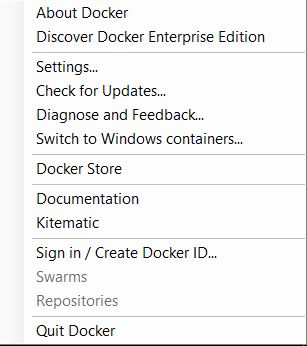 About Docker
Discover Docker Enterprise Edition
Settings...
Check for Updates...
Diagnose and Feedback...
Switch to Windows containers...
Docker Store
Documentation
Kitematic
Sign in / Create Docker ID...
Swarms
Repositories
Quit Docker